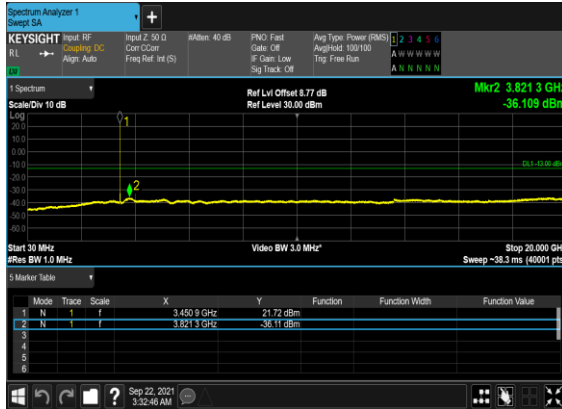 Spectrum Analyzer 1
Swept SA
+
KEYSIGHT Input: RF Input Z: 50 Ω #Atten: 40 dB PNO: Fast Avg Type: Power (RMS) 1 2 3 4 5 6
RL Coupling: DC Corr CCorr Gate: Off Avg|Hold: 100/100 A W W W W W
Align: Auto Freq Ref: Int (S) IF Gain: Low Trig: Free Run
LU Sig Track: Off A N N N N N
1 Spectrum Ref Lvl Offset 8.77 dB Mkr2 3.821 3 GHz
Scale/Div 10 dB Ref Level 30.00 dBm -36.109 dBm
Log
20.0
10.0
0.00
-10.0
-20.0
-30.0
-40.0
-50.0
-60.0
1
DL1 -13.00 dBm
2
Start 30 MHz Video BW 3.0 MHz* Stop 20.000 GHz
#Res BW 1.0 MHz Sweep ~38.3 ms (40001 pts)
5 Marker Table
Mode Trace Scale X Y Function Function Width Function Value
1 N 1 f 3.450 9 GHz 21.72 dBm
2 N 1 f 3.821 3 GHz -36.11 dBm
3
4
5
6
? Sep 22, 2021
3:32:46 AM